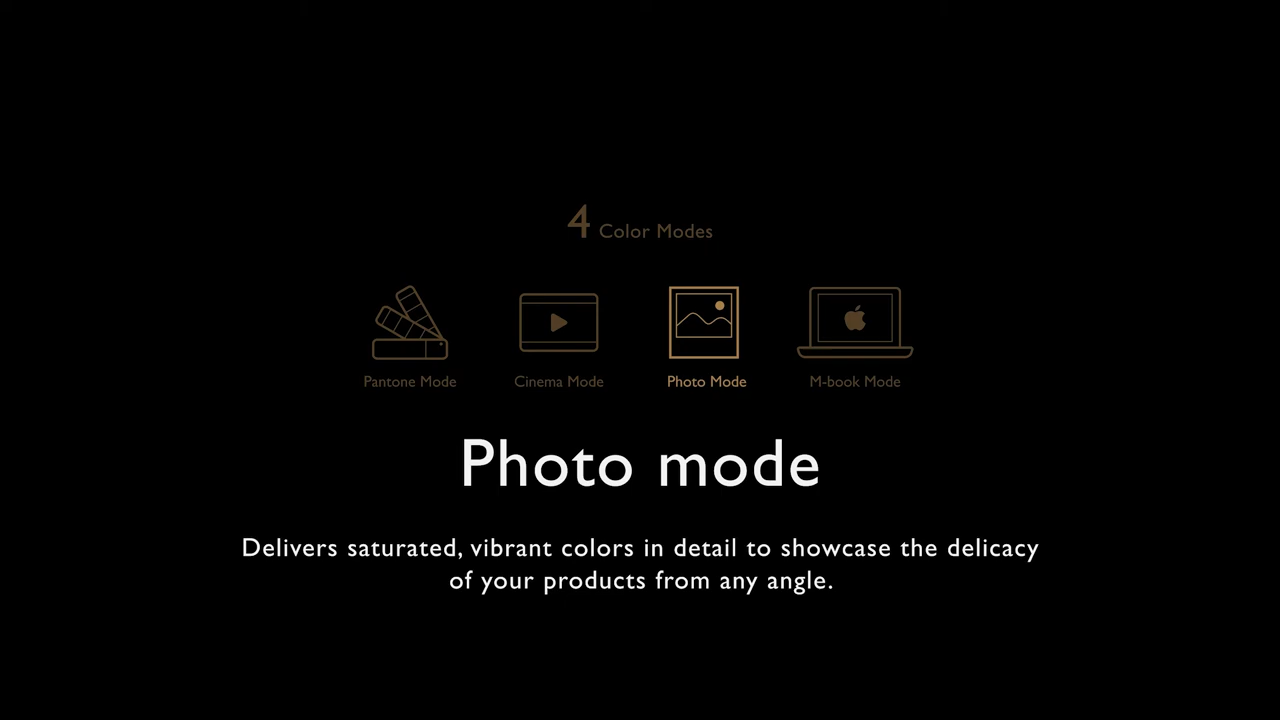 4 Color Modes
Pantone Mode Cinema Mode Photo Mode M-book Mode
Photo mode
Delivers saturated, vibrant colors in detail to showcase the delicacy
of your products from any angle.